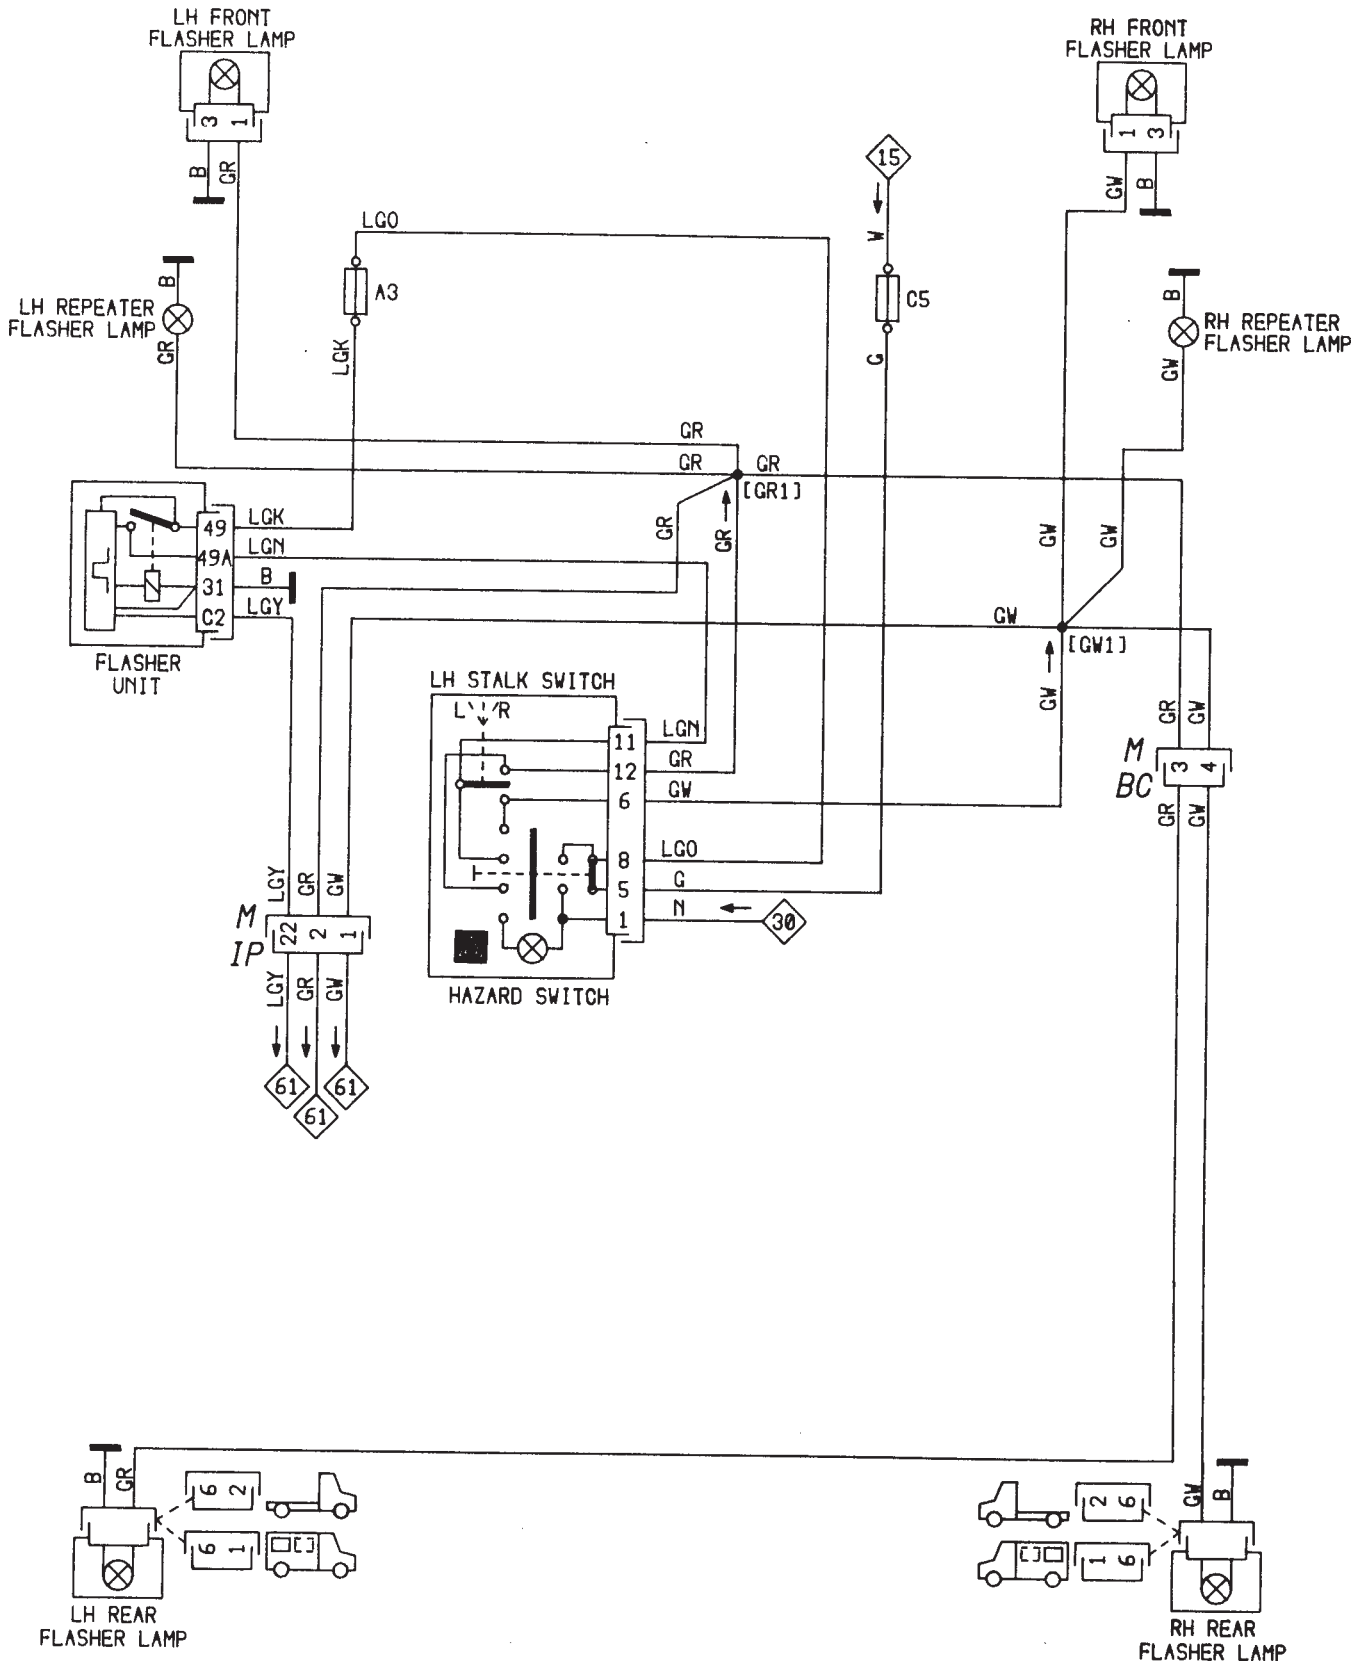 LH FRONT
FLASHER LAMP
3 1
B
GR
RH FRONT
FLASHER LAMP
1 3
GW
B
15
W
C5
G
LGO
A3
LGK
B
LH REPEATER
FLASHER LAMP
GR
B
RH REPEATER
FLASHER LAMP
GW
GR
GR
GR
[GR1]
GR
GR
GW
GW
49
LGK
49A
LGN
31
B
C2
LGY
FLASHER
UNIT
GW
[GW1]
GW
LH STALK SWITCH
L R
11
LGN
12
GR
6
GW
8
LGO
5
G
1
N
30
HAZARD SWITCH
GR
GW
M
BC
3 4
GR
GW
LGY
GR
GW
M
IP
22 2 1
LGY
GR
GW
61
61
61
B
GR
6 2
6 1
LH REAR
FLASHER LAMP
2 6
1 6
GW
B
RH REAR
FLASHER LAMP